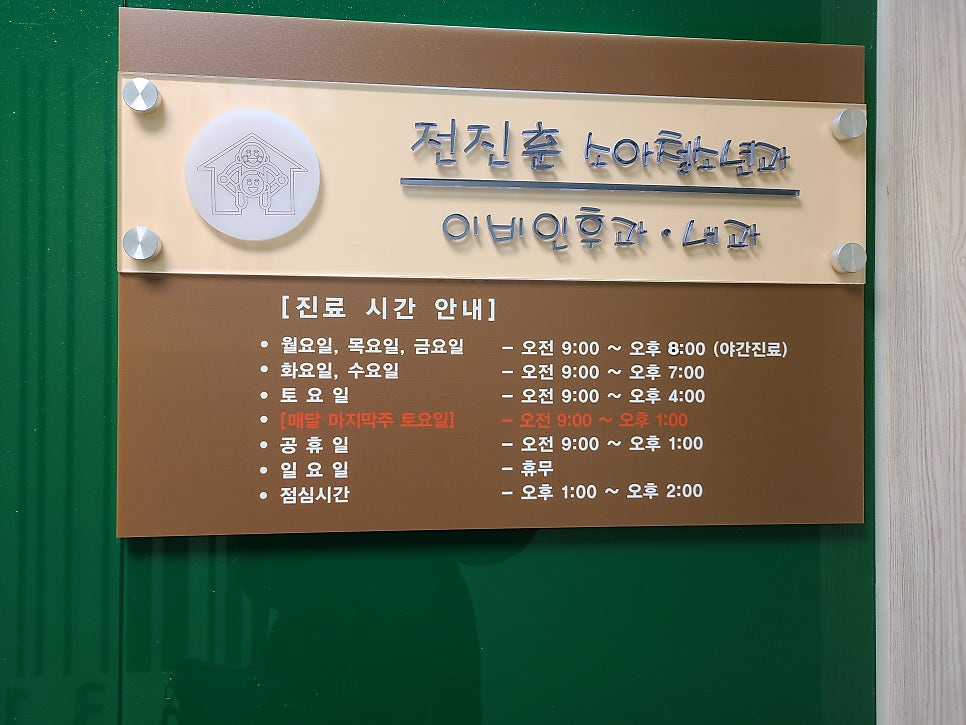 전진훈 소아청소년과
이비인후과 · 내과
[진료 시간 안내]
• 월요일, 목요일, 금요일 – 오전 9:00 ~ 오후 8:00 (야간진료)
• 화요일, 수요일 – 오전 9:00 ~ 오후 7:00
• 토 요 일 – 오전 9:00 ~ 오후 4:00
• [매달 마지막주 토요일] – 오전 9:00 ~ 오후 1:00
• 공 휴 일 – 오전 9:00 ~ 오후 1:00
• 일 요 일 – 휴무
• 점심시간 – 오후 1:00 ~ 오후 2:00